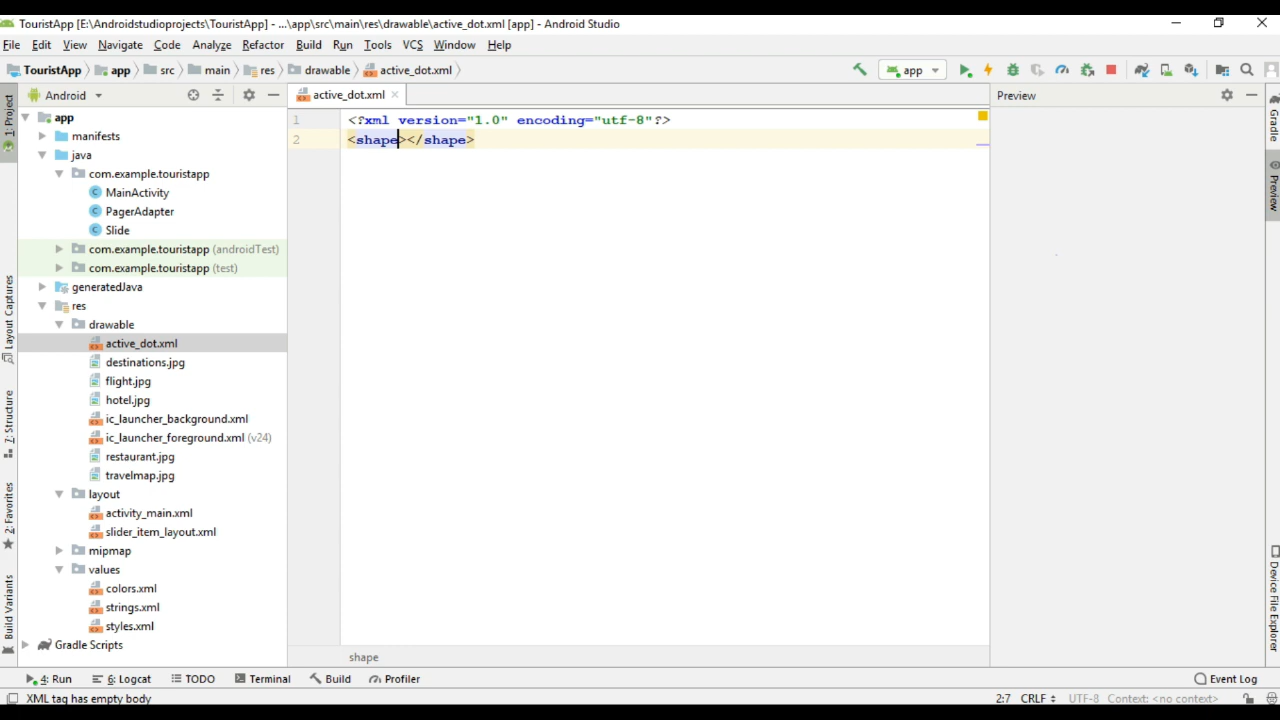 TouristApp [E:\Androidstudioprojects\TouristApp] - ...\app\src\main\res\drawable\active_dot.xml [app] - Android Studio
File Edit View Navigate Code Analyze Refactor Build Run Tools VCS Window Help
TouristApp app src main res drawable active_dot.xml app
Android active_dot.xml Preview
1: Project
Layout Captures
Z: Structure
2: Favorites
Build Variants
app
manifests
java
com.example.touristapp
MainActivity
PagerAdapter
Slide
com.example.touristapp (androidTest)
com.example.touristapp (test)
generatedJava
res
drawable
active_dot.xml
destinations.jpg
flight.jpg
hotel.jpg
ic_launcher_background.xml
ic_launcher_foreground.xml (v24)
restaurant.jpg
travelmap.jpg
layout
activity_main.xml
slider_item_layout.xml
mipmap
values
colors.xml
strings.xml
styles.xml
Gradle Scripts
1 <?xml version="1.0" encoding="utf-8"?>
2 <shape></shape>
shape
Gradle
Preview
Device File Explorer
4: Run 6: Logcat TODO Terminal Build Profiler Event Log
XML tag has empty body 2:7 CRLF UTF-8 Context: <no context>